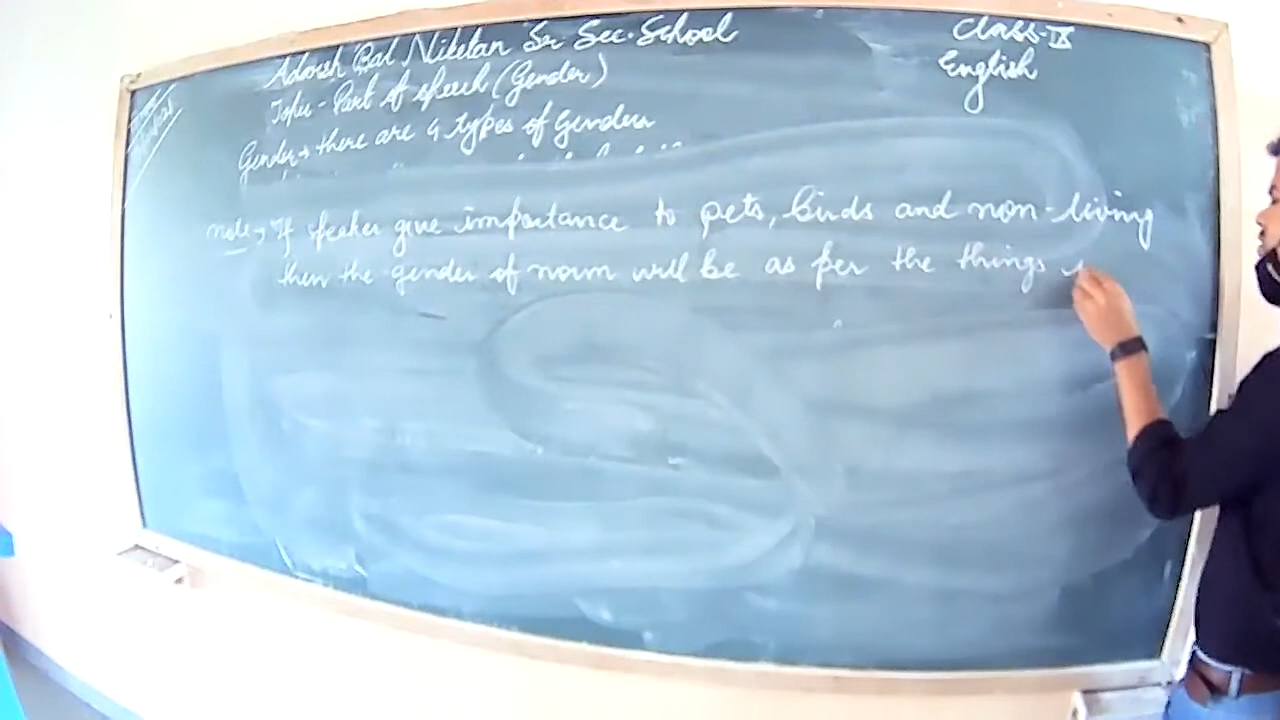 Adarsh Bal Niketan Sr. Sec. School
Class-IX
English
Topic - Part of speech (Gender)
Gender → there are 4 types of Genders
note → If speaker give importance to pets, birds and non-living
then the gender of noun will be as per the things